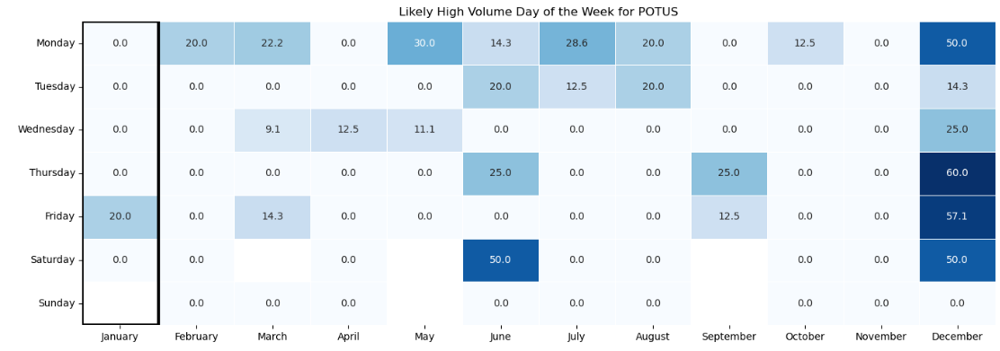 Likely High Volume Day of the Week for POTUS
Monday 0.0 20.0 22.2 0.0 30.0 14.3 28.6 20.0 0.0 12.5 0.0 50.0
Tuesday 0.0 0.0 0.0 0.0 0.0 20.0 12.5 20.0 0.0 0.0 0.0 14.3
Wednesday 0.0 0.0 9.1 12.5 11.1 0.0 0.0 0.0 0.0 0.0 0.0 25.0
Thursday 0.0 0.0 0.0 0.0 0.0 25.0 0.0 0.0 25.0 0.0 0.0 60.0
Friday 20.0 0.0 14.3 0.0 0.0 0.0 0.0 0.0 12.5 0.0 0.0 57.1
Saturday 0.0 0.0 0.0 50.0 0.0 0.0 0.0 0.0 50.0
Sunday 0.0 0.0 0.0 0.0 0.0 0.0 0.0 0.0 0.0
January February March April May June July August September October November December